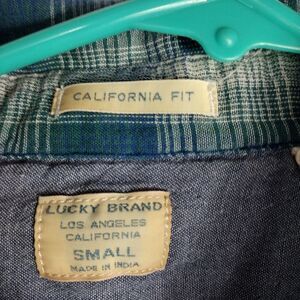 CALIFORNIA FIT
LUCKY BRAND
LOS ANGELES
CALIFORNIA
SMALL
MADE IN INDIA